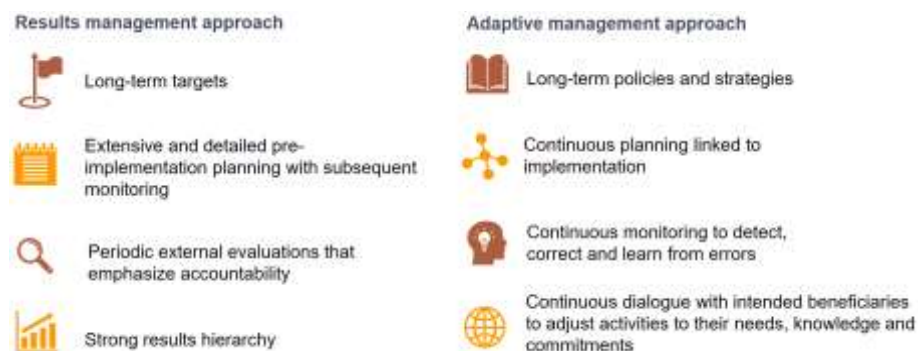 Results management approach
Long-term targets
Extensive and detailed pre-
implementation planning with subsequent
monitoring
Periodic external evaluations that
emphasize accountability
Strong results hierarchy
Adaptive management approach
Long-term policies and strategies
Continuous planning linked to
implementation
Continuous monitoring to detect,
correct and learn from errors
Continuous dialogue with intended beneficiaries
to adjust activities to their needs, knowledge and
commitments